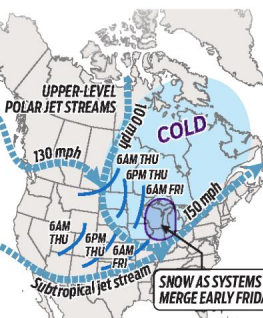 UPPER-LEVEL
POLAR JET STREAMS
100 mph
COLD
130 mph
6AM THU
6PM THU
6AM FRI
150 mph
6AM
THU
6PM
THU
6AM
FRI
Subtropical jet stream
SNOW AS SYSTEMS
MERGE EARLY FRIDA